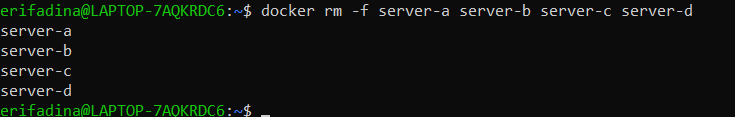 erifadina@LAPTOP-7AQKRDC6:~$ docker rm -f server-a server-b server-c server-d
server-a
server-b
server-c
server-d
erifadina@LAPTOP-7AQKRDC6:~$